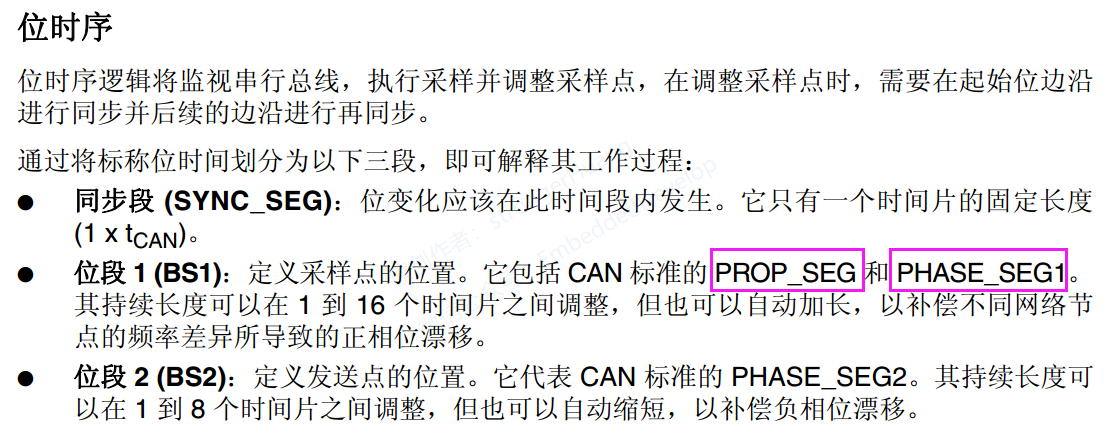 位时序
位时序逻辑将监视串行总线，执行采样并调整采样点，在调整采样点时，需要在起始位边沿
进行同步并后续的边沿进行再同步。
通过将标称位时间划分为以下三段，即可解释其工作过程：
● 同步段 (SYNC_SEG)：位变化应该在此时间段内发生。它只有一个时间片的固定长度
(1 x tCAN)。
● 位段 1 (BS1)：定义采样点的位置。它包括 CAN 标准的 PROP_SEG 和 PHASE_SEG1。
其持续长度可以在 1 到 16 个时间片之间调整，但也可以自动加长，以补偿不同网络节
点的频率差异所导致的正相位漂移。
● 位段 2 (BS2)：定义发送点的位置。它代表 CAN 标准的 PHASE_SEG2。其持续长度可
以在 1 到 8 个时间片之间调整，但也可以自动缩短，以补偿负相位漂移。